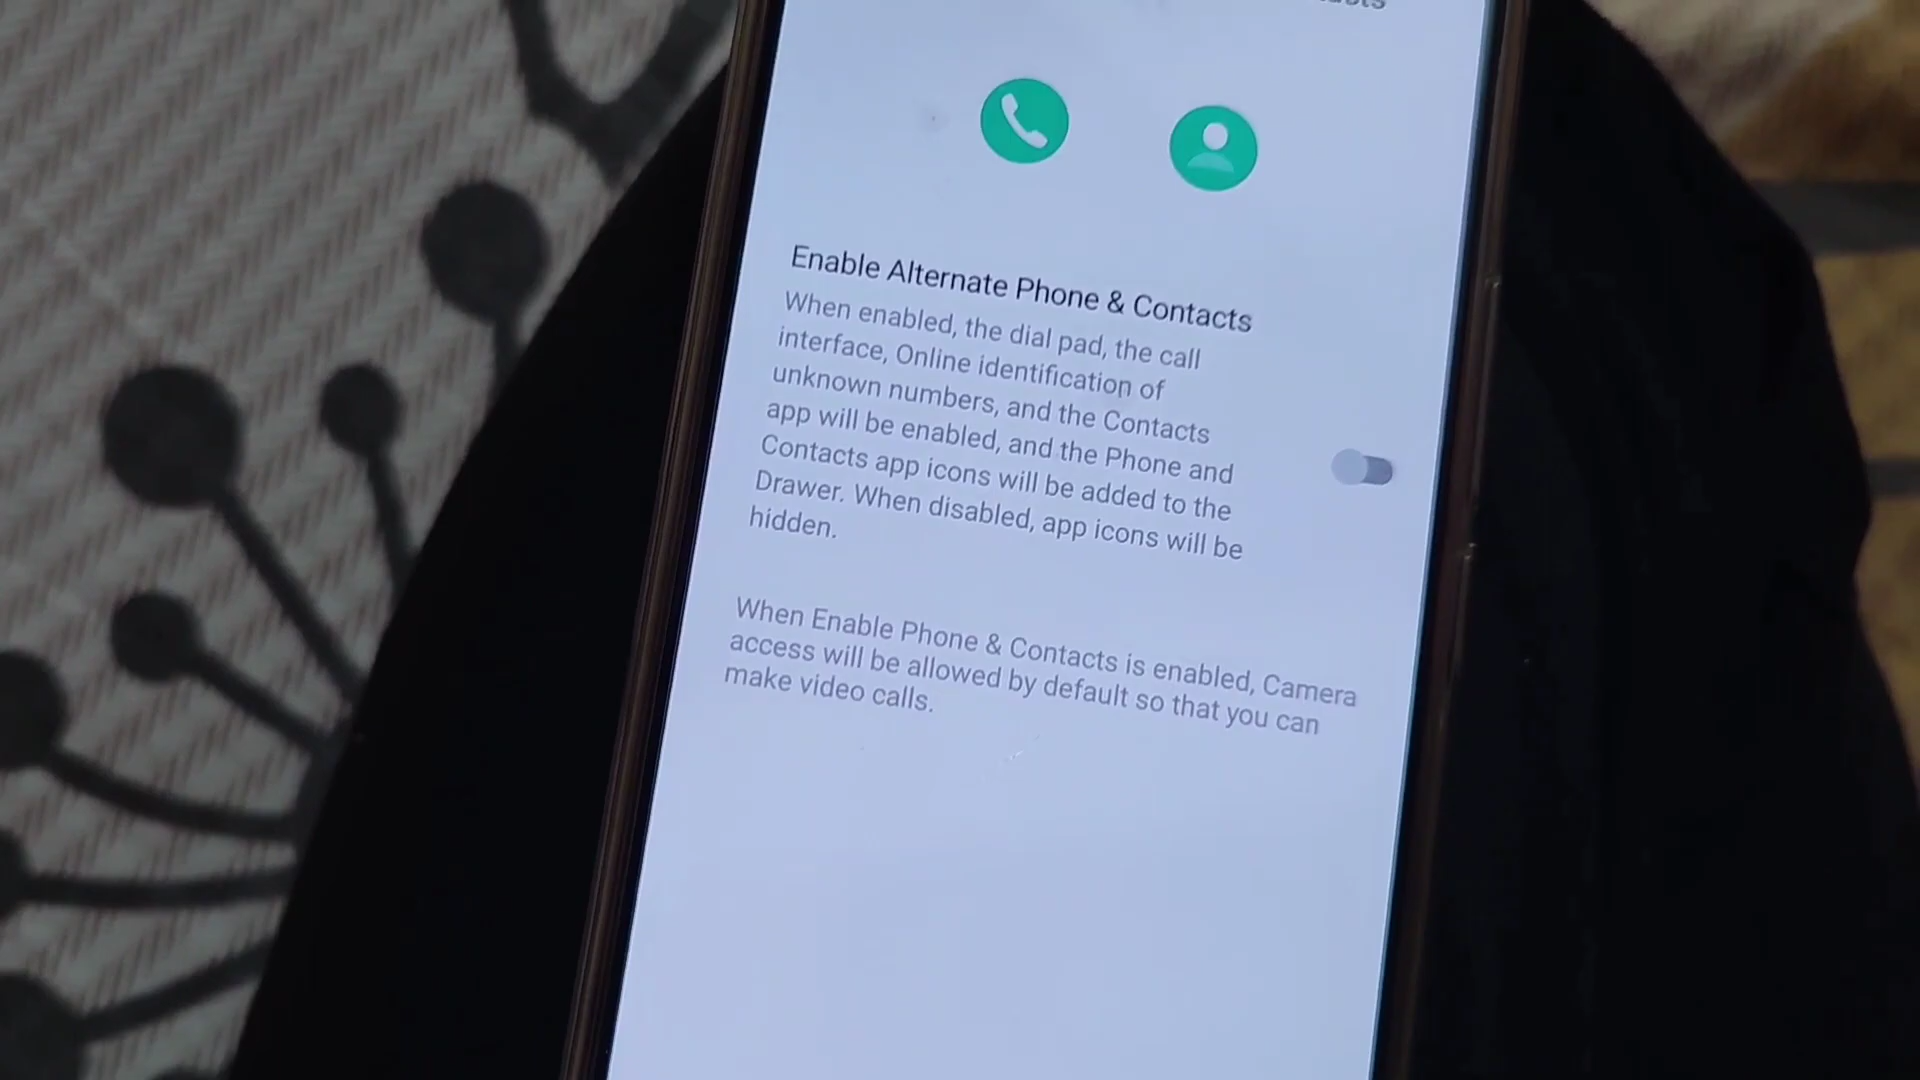 Enable Alternate Phone & Contacts
When enabled, the dial pad, the call
interface, Online identification of
unknown numbers, and the Contacts
app will be enabled, and the Phone and
Contacts app icons will be added to the
Drawer. When disabled, app icons will be
hidden.
When Enable Phone & Contacts is enabled, Camera
access will be allowed by default so that you can
make video calls.